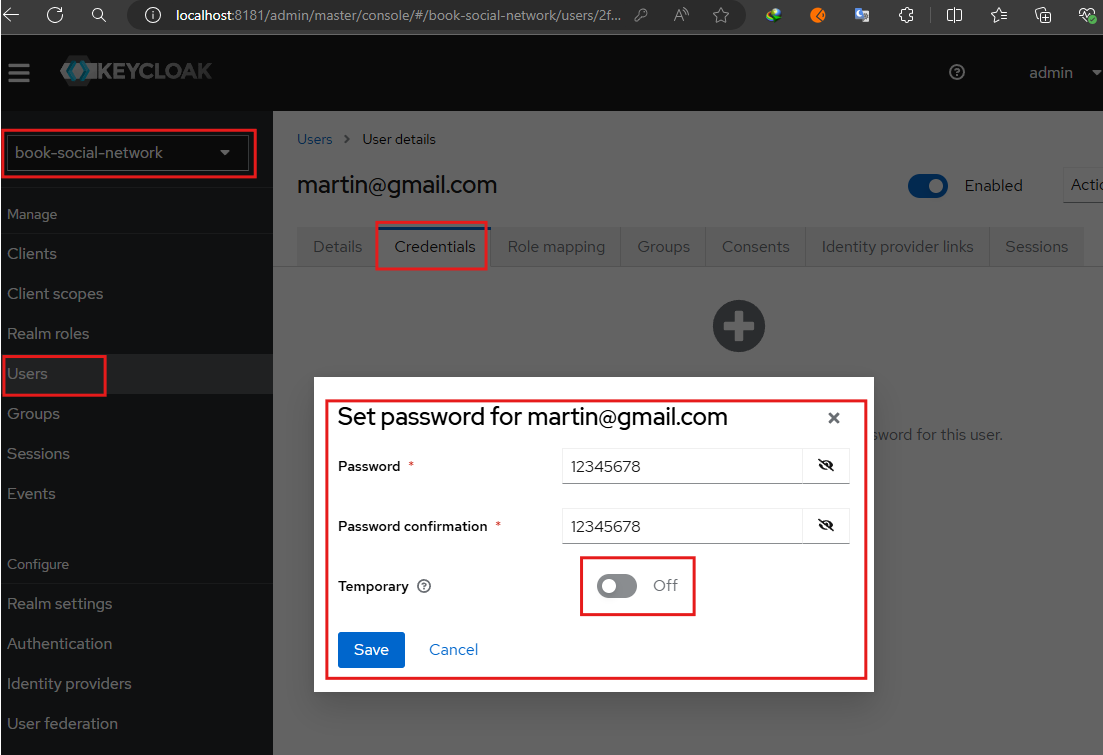 localhost:8181/admin/master/console/#/book-social-network/users/2f...
KEYCLOAK
admin
book-social-network
Manage
Clients
Client scopes
Realm roles
Users
Groups
Sessions
Events
Configure
Realm settings
Authentication
Identity providers
User federation
Users > User details
martin@gmail.com
Enabled
Actic
Details Credentials Role mapping Groups Consents Identity provider links Sessions
sword for this user.
Set password for martin@gmail.com
Password *
12345678
Password confirmation *
12345678
Temporary
Off
Save Cancel